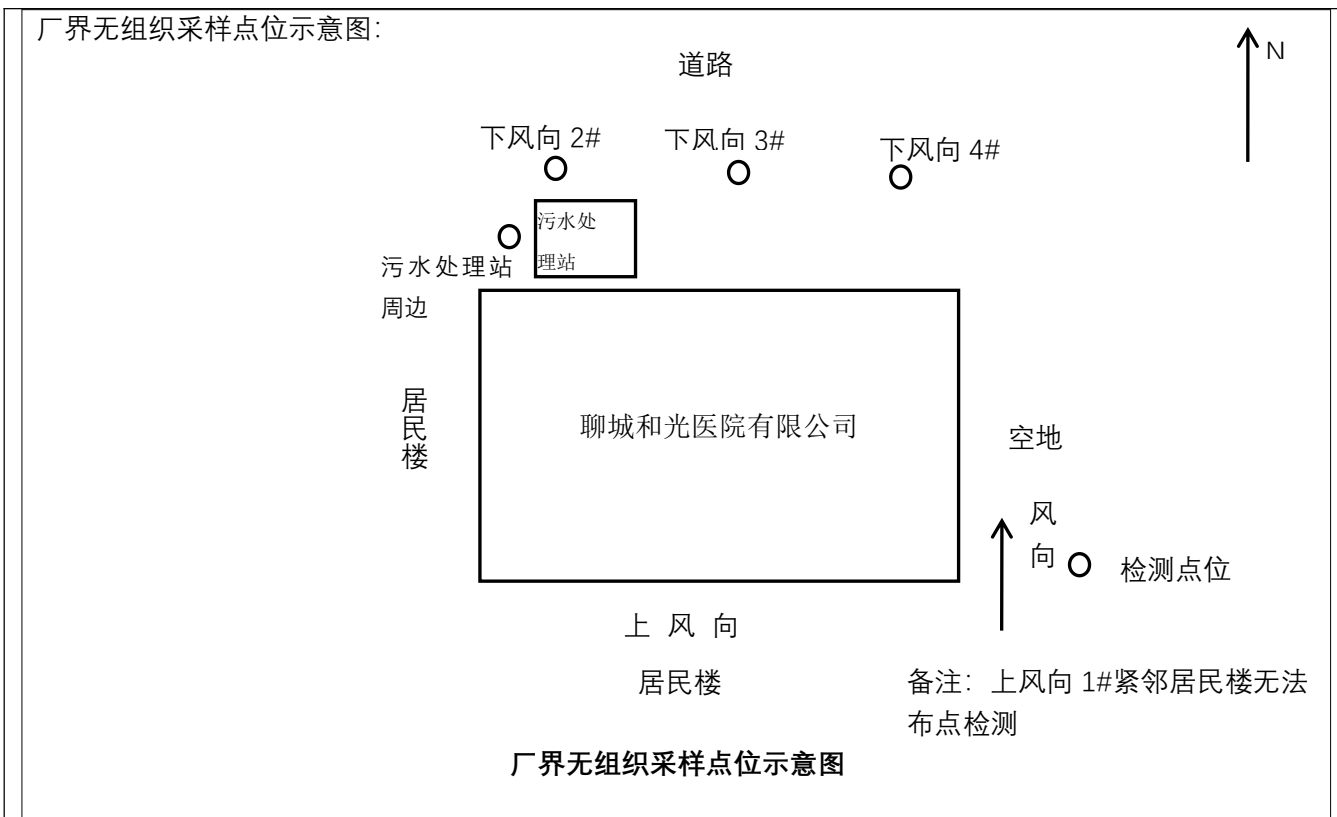 厂界无组织采样点位示意图：
N
道路
下风向 2#
下风向 3#
下风向 4#
污水处
理站
污水处理站
周边
居
民
楼
聊城和光医院有限公司
空地
风
向
检测点位
上 风 向
居民楼
备注：上风向 1#紧邻居民楼无法
布点检测
厂界无组织采样点位示意图